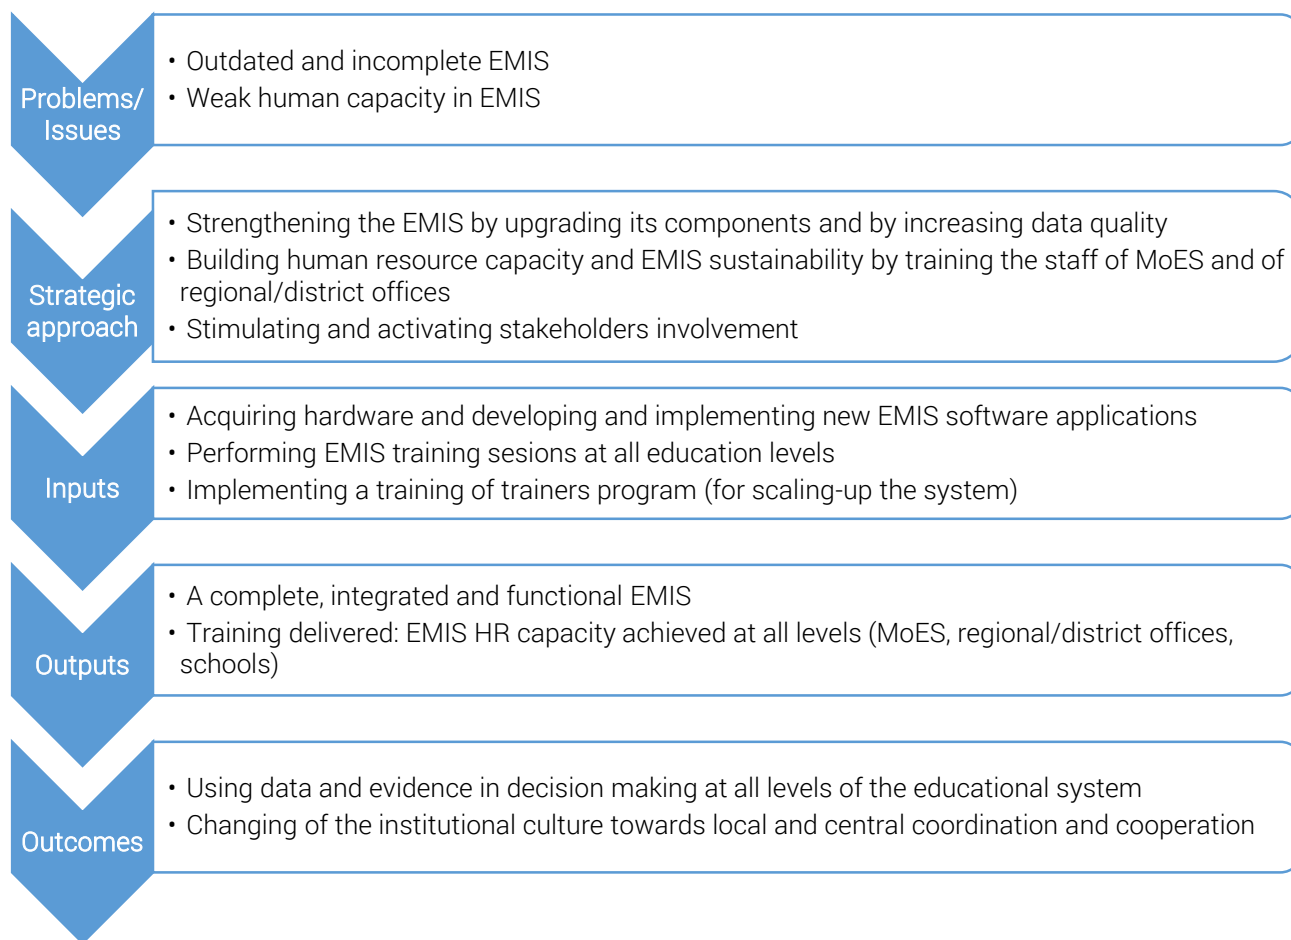 Problems/
Issues
• Outdated and incomplete EMIS
• Weak human capacity in EMIS
Strategic
approach
• Strengthening the EMIS by upgrading its components and by increasing data quality
• Building human resource capacity and EMIS sustainability by training the staff of MoES and of
regional/district offices
• Stimulating and activating stakeholders involvement
Inputs
• Acquiring hardware and developing and implementing new EMIS software applications
• Performing EMIS training sesions at all education levels
• Implementing a training of trainers program (for scaling-up the system)
Outputs
• A complete, integrated and functional EMIS
• Training delivered: EMIS HR capacity achieved at all levels (MoES, regional/district offices,
schools)
Outcomes
• Using data and evidence in decision making at all levels of the educational system
• Changing of the institutional culture towards local and central coordination and cooperation